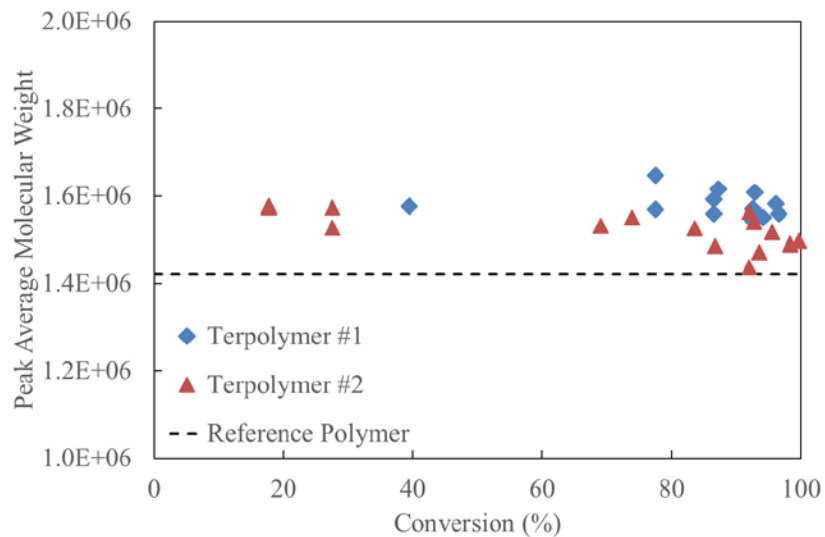 2.0E+06
1.8E+06
1.6E+06
1.4E+06
1.2E+06
1.0E+06
Peak Average Molecular Weight
Terpolymer #1
Terpolymer #2
Reference Polymer
0 20 40 60 80 100
Conversion (%)